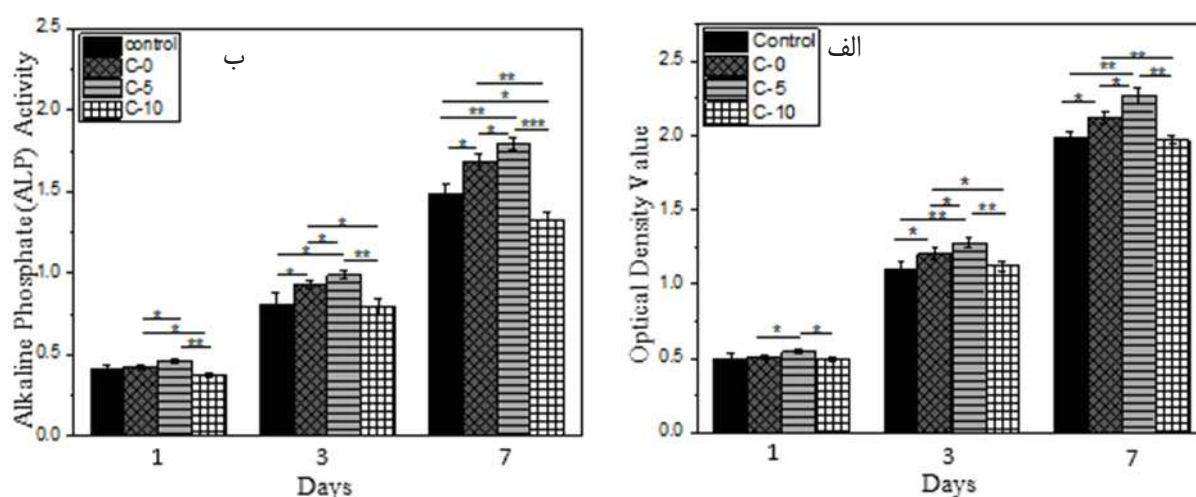 ب
Alkaline Phosphate (ALP) Activity
2.5
2.0
1.5
1.0
0.5
0.0
control
C-0
C-5
C-10
* * **
* * * ** *
* ** * *** * **
1
3
7
Days
الف
Optical Density Value
2.5
2.0
1.5
1.0
0.5
0.0
Control
C-0
C-5
C-10
* *
* ** * ** *
* ** * ** **
1
3
7
Days